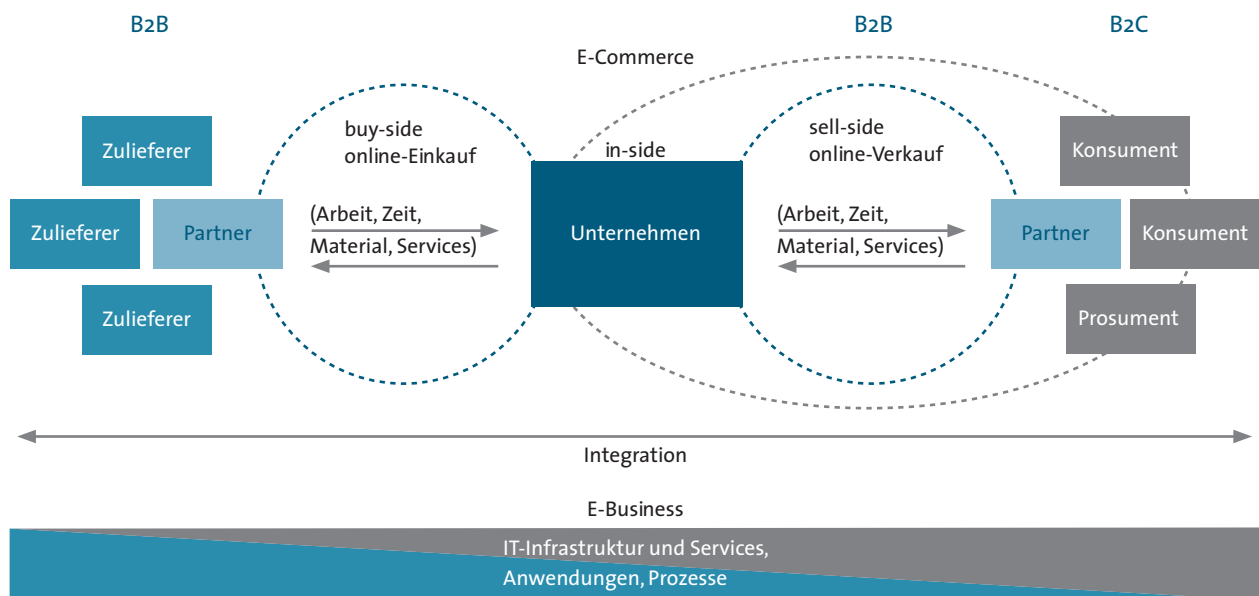 B2B
B2B
B2C
E-Commerce
buy-side
online-Einkauf
in-side
sell-side
online-Verkauf
Zulieferer
Konsument
Zulieferer
Partner
(Arbeit, Zeit,
Material, Services)
Unternehmen
(Arbeit, Zeit,
Material, Services)
Partner
Konsument
Zulieferer
Prosument
Integration
E-Business
IT-Infrastruktur und Services,
Anwendungen, Prozesse